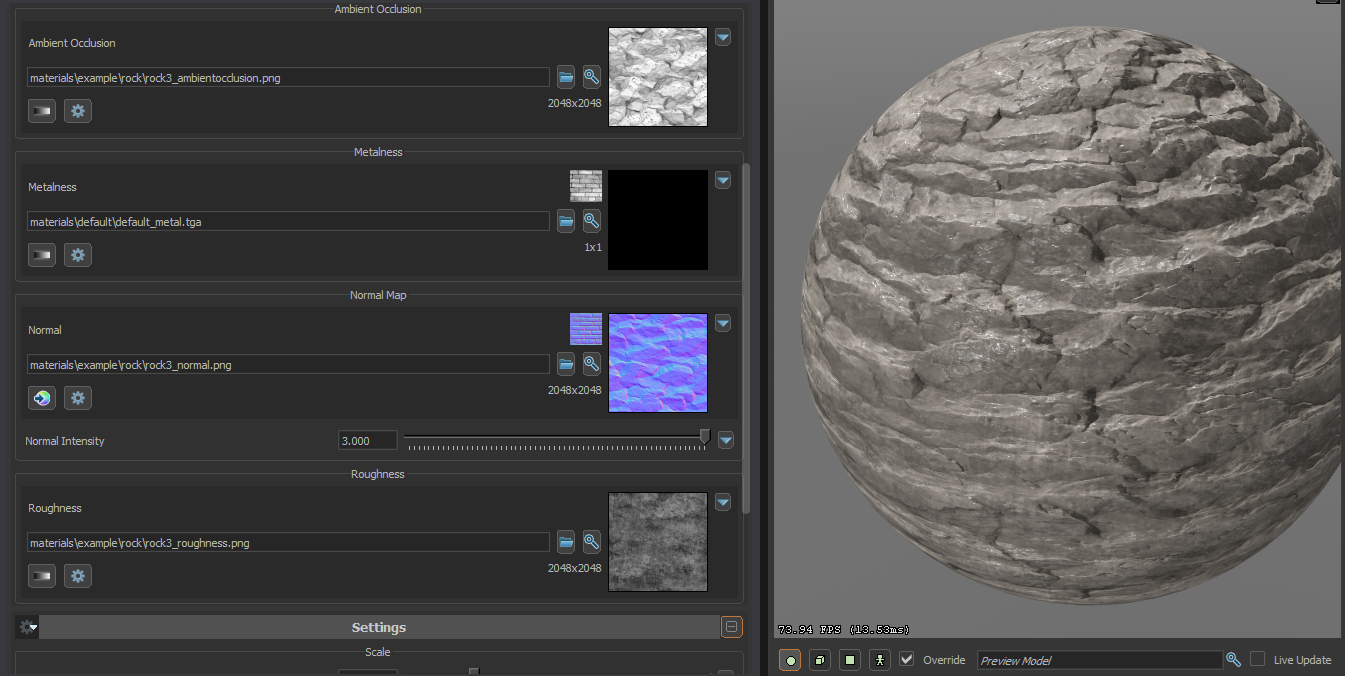 Ambient Occlusion
Ambient Occlusion
materials\example\rock\rock3_ambientocclusion.png
2048x2048
Metalness
Metalness
materials\default\default_metal.tga
1x1
Normal Map
Normal
materials\example\rock\rock3_normal.png
2048x2048
Normal Intensity
3.000
Roughness
Roughness
materials\example\rock\rock3_roughness.png
2048x2048
Settings
Scale
73.94 FPS (13.53ms)
Override
Preview Model
Live Update